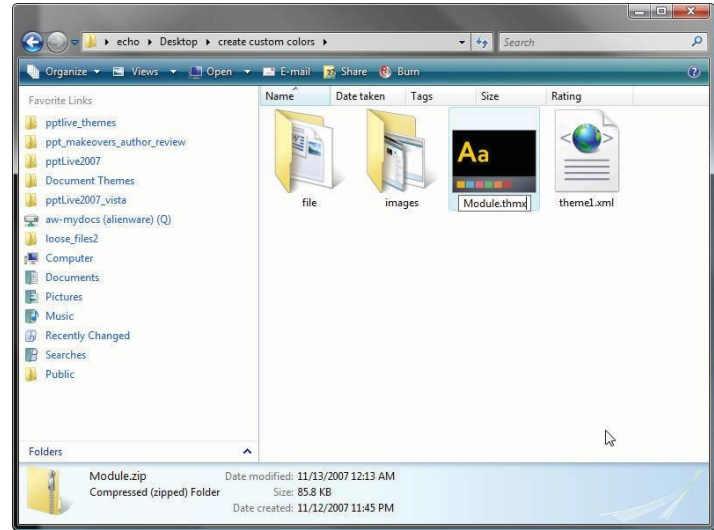 echo Desktop create custom colors
Search
Organize Views Open E-mail Share Burn
Favorite Links
pptlive_themes
ppt_makeovers_author_review
pptLive2007
Document Themes
pptLive2007_vista
aw-mydocs (alienware) (Q)
loose_files2
Computer
Documents
Pictures
Music
Recently Changed
Searches
Public
Folders
Name Date taken Tags Size Rating
Aa
file images Module.thmx theme1.xml
Module.zip Date modified: 11/13/2007 12:13 AM
Compressed (zipped) Folder Size: 85.8 KB
Date created: 11/12/2007 11:45 PM